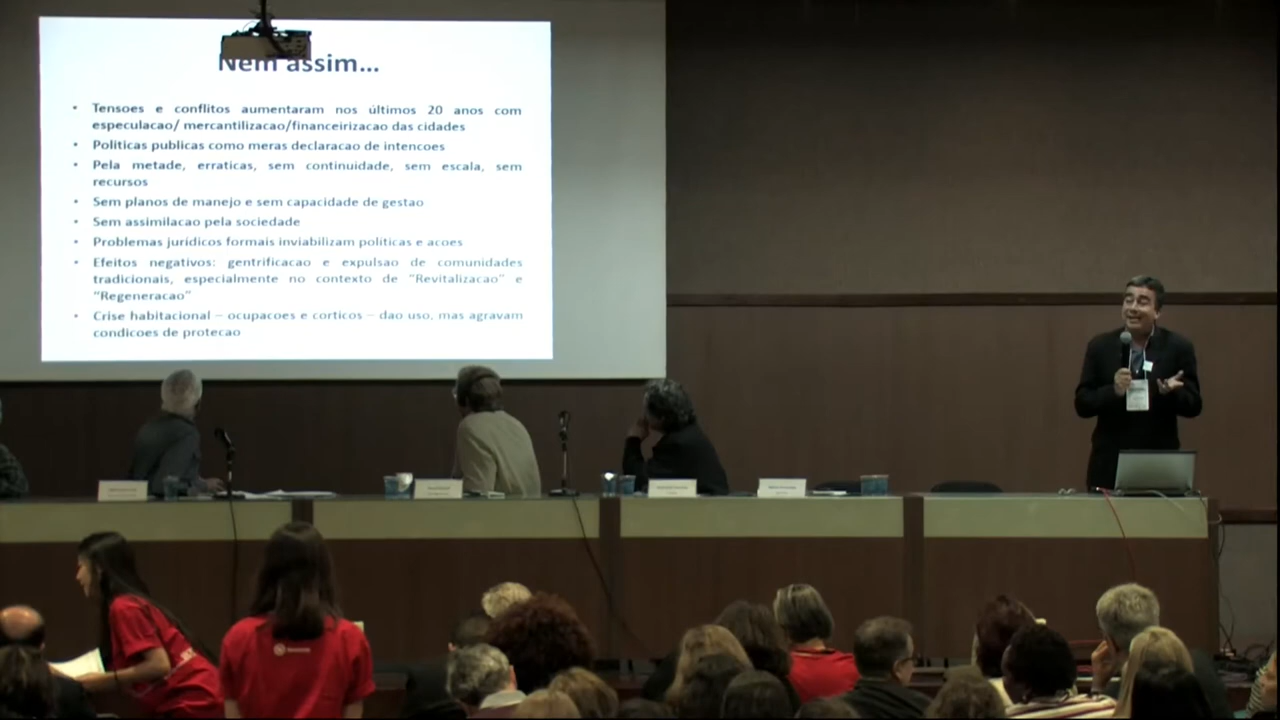 Nem assim...
• Tensoes e conflitos aumentaram nos últimos 20 anos com
especulacao/ mercantilizacao/financeirizacao das cidades
• Politicas publicas como meras declaracao de intencoes
• Pela metade, erraticas, sem continuidade, sem escala, sem
recursos
• Sem planos de manejo e sem capacidade de gestao
• Sem assimilacao pela sociedade
• Problemas jurídicos formais inviabilizam politicas e acoes
• Efeitos negativos: gentrificacao e expulsao de comunidades
tradicionais, especialmente no contexto de "Revitalizacao" e
"Regeneracao"
• Crise habitacional – ocupacoes e corticos – dao uso, mas agravam
condicoes de protecao